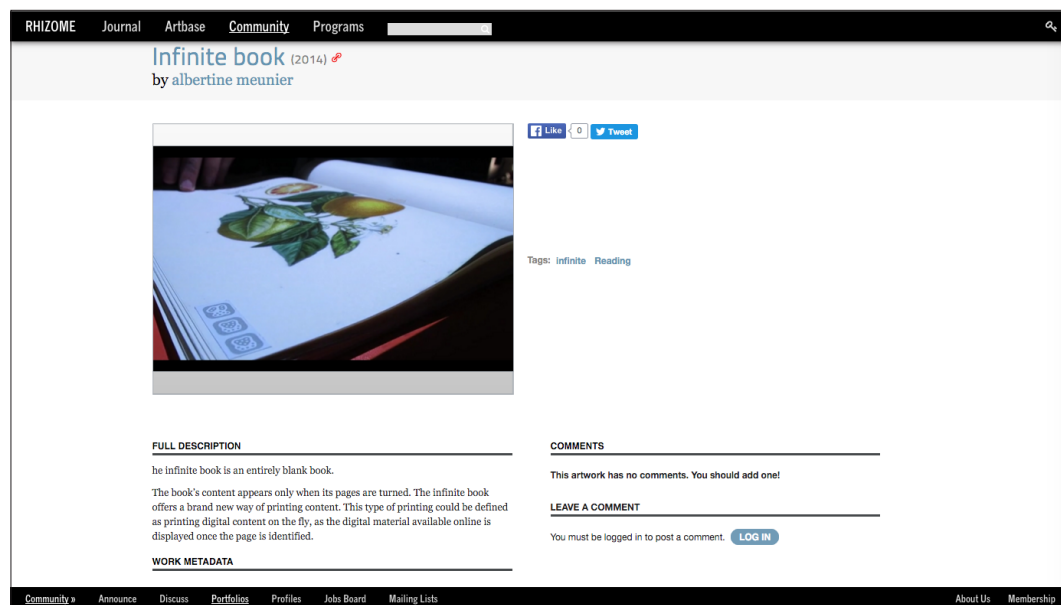 RHIZOME Journal Artbase Community Programs
Infinite book (2014)
by albertine meunier
Like 0 Tweet
Tags: infinite Reading
FULL DESCRIPTION
he infinite book is an entirely blank book.
The book's content appears only when its pages are turned. The infinite book
offers a brand new way of printing content. This type of printing could be defined
as printing digital content on the fly, as the digital material available online is
displayed once the page is identified.
WORK METADATA
COMMENTS
This artwork has no comments. You should add one!
LEAVE A COMMENT
You must be logged in to post a comment. LOG IN
Community » Announce Discuss Portfolios Profiles Jobs Board Mailing Lists About Us Membership